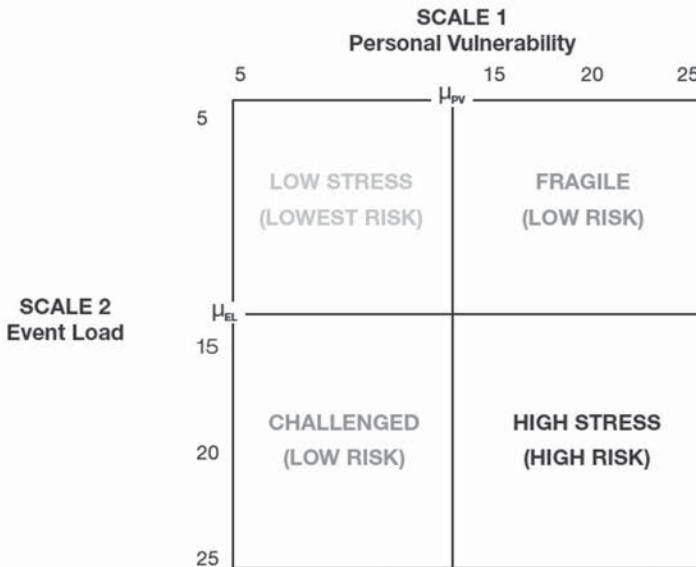 SCALE 1
Personal Vulnerability
5
15
20
25
μPV
5
LOW STRESS
(LOWEST RISK)
FRAGILE
(LOW RISK)
SCALE 2
Event Load
μEL
15
CHALLENGED
(LOW RISK)
HIGH STRESS
(HIGH RISK)
20
25